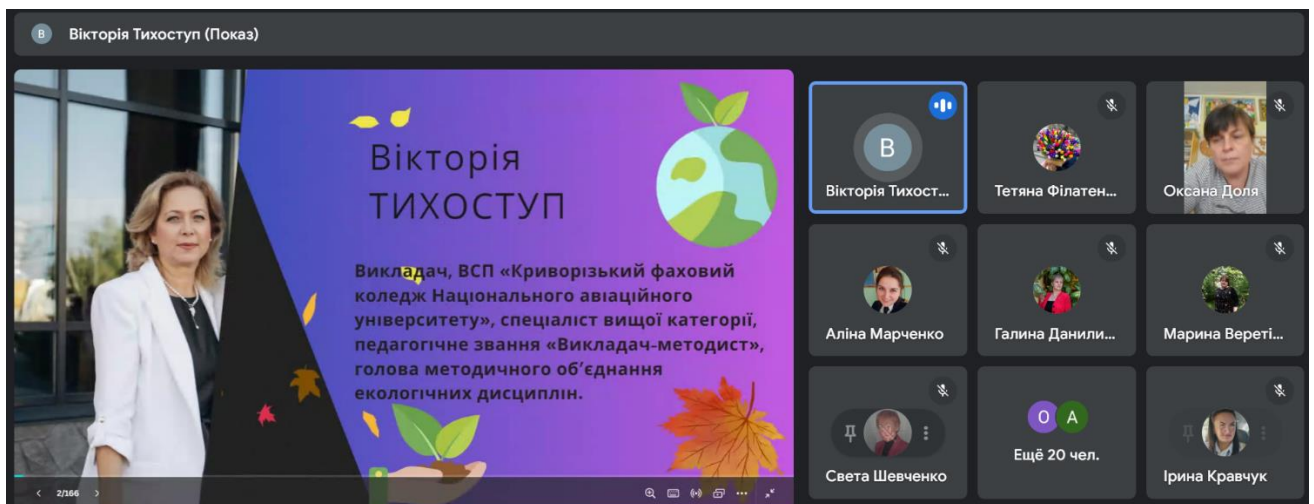 В Вікторія Тихоступ (Показ)
Вікторія
ТИХОСТУП
Викладач, ВСП «Криворізький фаховий
коледж Національного авіаційного
університету», спеціаліст вищої категорії,
педагогічне звання «Викладач-методист»,
голова методичного об’єднання
екологічних дисциплін.
2/166
В
Вікторія Тихост...
Тетяна Філатен...
Оксана Доля
Аліна Марченко
Галина Данили...
Марина Вереті...
Света Шевченко
О А
Ещё 20 чел.
Ірина Кравчук